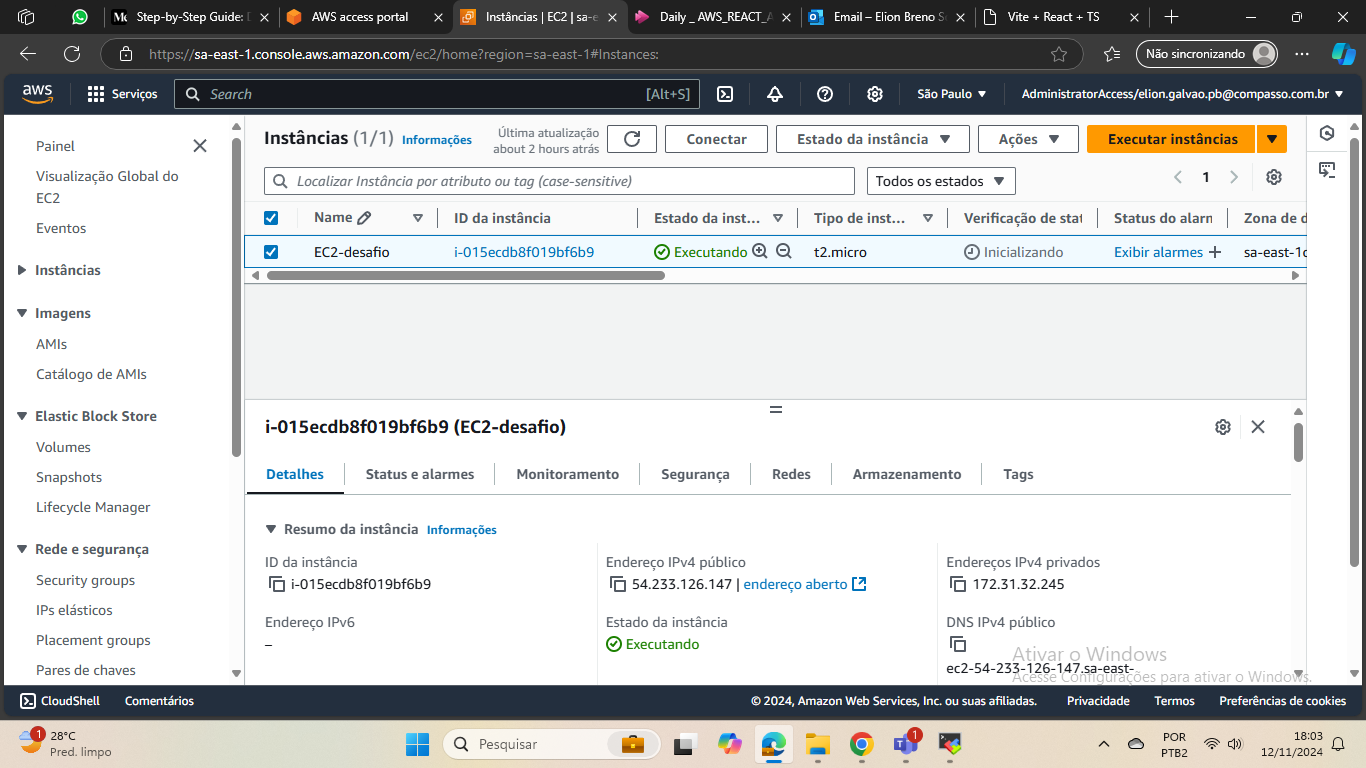 Step-by-Step Guide: D
AWS access portal
Instâncias | EC2 | sa-e
Daily _AWS_REACT_A
Email – Elion Breno S
Vite + React + TS
https://sa-east-1.console.aws.amazon.com/ec2/home?region=sa-east-1#Instances:
Não sincronizando
aws
Serviços
Search
[Alt+S]
São Paulo
AdministratorAccess/elion.galvao.pb@compasso.com.br
Painel
Visualização Global do
EC2
Eventos
Instâncias
Imagens
AMIs
Catálogo de AMIs
Elastic Block Store
Volumes
Snapshots
Lifecycle Manager
Rede e segurança
Security groups
IPs elásticos
Placement groups
Pares de chaves
Instâncias (1/1) Informações
Última atualização
about 2 hours atrás
Conectar
Estado da instância
Ações
Executar instâncias
Localizar Instância por atributo ou tag (case-sensitive)
Todos os estados
1
Name
ID da instância
Estado da inst...
Tipo de inst...
Verificação de stat
Status do alarn
Zona de d
EC2-desafio
i-015ecdb8f019bf6b9
Executando
t2.micro
Inicializando
Exibir alarmes
sa-east-1c
i-015ecdb8f019bf6b9 (EC2-desafio)
Detalhes
Status e alarmes
Monitoramento
Segurança
Redes
Armazenamento
Tags
Resumo da instância Informações
ID da instância
i-015ecdb8f019bf6b9
Endereço IPv4 público
54.233.126.147 | endereço aberto
Endereços IPv4 privados
172.31.32.245
Endereço IPv6
–
Estado da instância
Executando
DNS IPv4 público
ec2-54-233-126-147.sa-east-
Ativar o Windows
Acesse Configurações para ativar o Windows.
CloudShell
Comentários
© 2024, Amazon Web Services, Inc. ou suas afiliadas.
Privacidade
Termos
Preferências de cookies
1
28°C
Pred. limpo
Pesquisar
1
POR
PTB2
18:03
12/11/2024